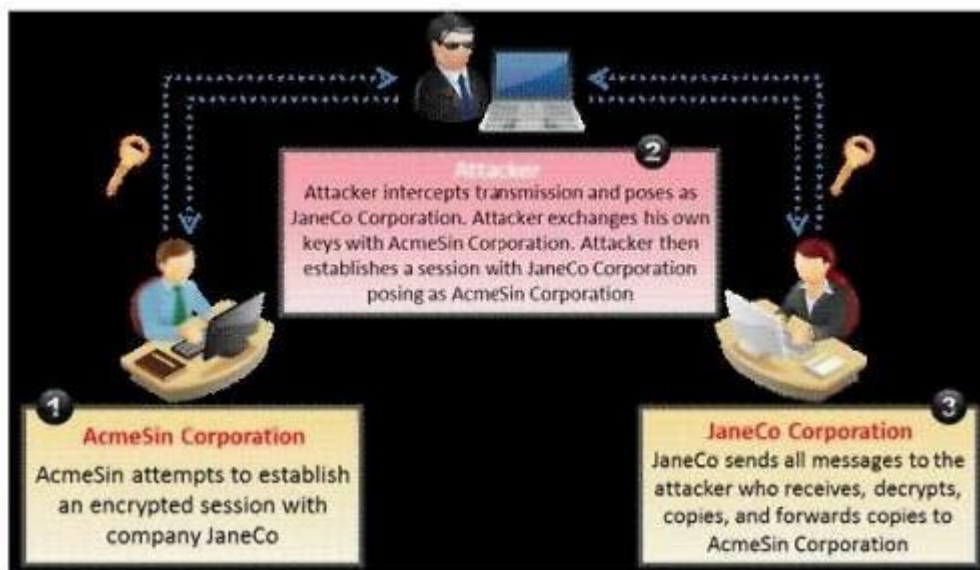 2
Attacker
Attacker intercepts transmission and poses as
JaneCo Corporation. Attacker exchanges his own
keys with AcmeSin Corporation. Attacker then
establishes a session with JaneCo Corporation
posing as AcmeSin Corporation
1
AcmeSin Corporation
AcmeSin attempts to establish
an encrypted session with
company JaneCo
3
JaneCo Corporation
JaneCo sends all messages to the
attacker who receives, decrypts,
copies, and forwards copies to
AcmeSin Corporation